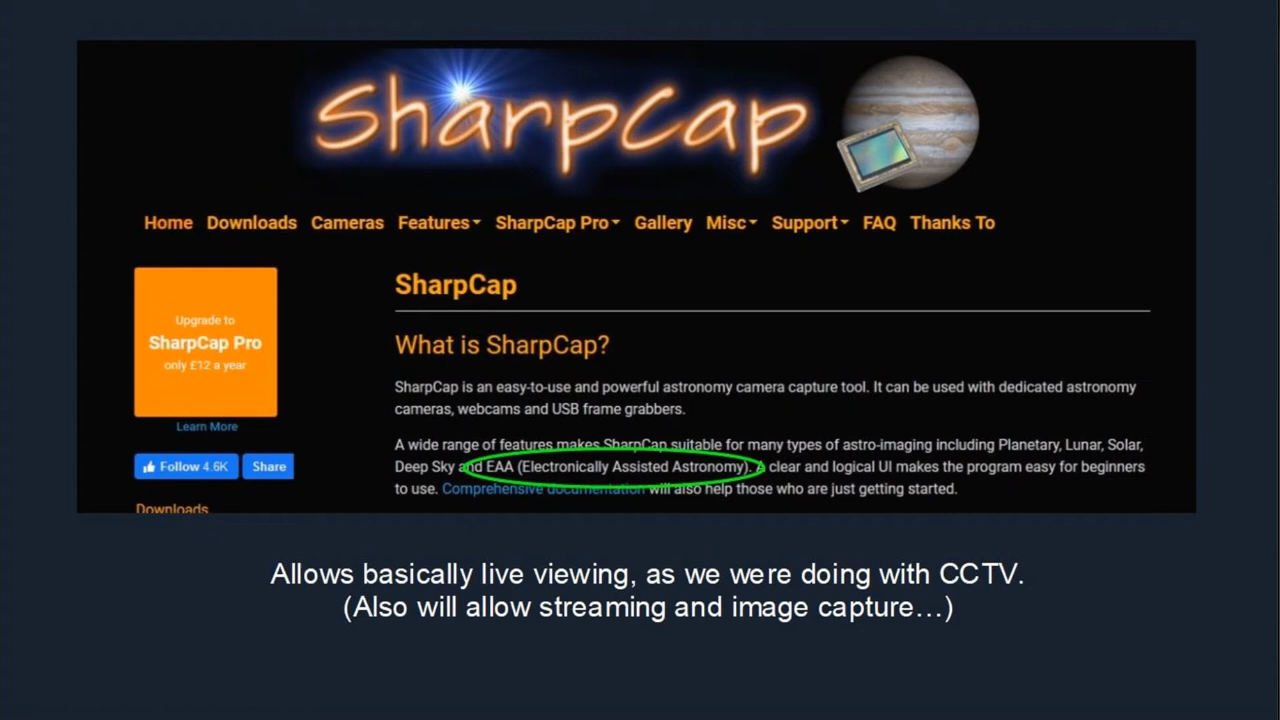 SharpCap
Home Downloads Cameras Features SharpCap Pro Gallery Misc Support FAQ Thanks To
Upgrade to
SharpCap Pro
only £12 a year
Learn More
Follow 4.6K Share
Downloads
SharpCap
What is SharpCap?
SharpCap is an easy-to-use and powerful astronomy camera capture tool. It can be used with dedicated astronomy
cameras, webcams and USB frame grabbers.
A wide range of features makes SharpCap suitable for many types of astro-imaging including Planetary, Lunar, Solar,
Deep Sky and EAA (Electronically Assisted Astronomy). A clear and logical UI makes the program easy for beginners
to use. Comprehensive documentation will also help those who are just getting started.
Allows basically live viewing, as we were doing with CCTV.
(Also will allow streaming and image capture…)